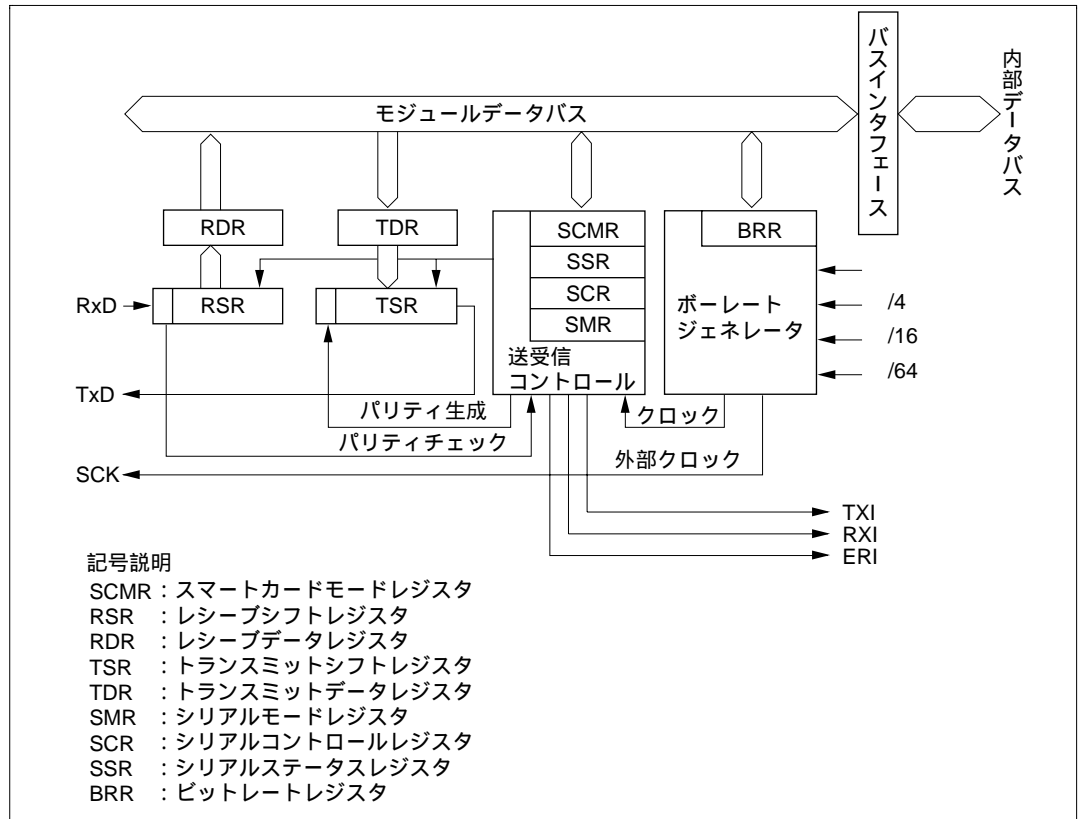 バスインタフェース
内部データバス
モジュールデータバス
RDR
TDR
SCMR
BRR
SSR
RxD
RSR
TSR
SCR
SMR
ボーレート
ジェネレータ
/4
/16
/64
送受信
コントロール
TxD
パリティ生成
クロック
パリティチェック
外部クロック
SCK
TXI
RXI
ERI
記号説明
SCMR：スマートカードモードレジスタ
RSR ：レシーブシフトレジスタ
RDR ：レシーブデータレジスタ
TSR ：トランスミットシフトレジスタ
TDR ：トランスミットデータレジスタ
SMR ：シリアルモードレジスタ
SCR ：シリアルコントロールレジスタ
SSR ：シリアルステータスレジスタ
BRR ：ビットレートレジスタ